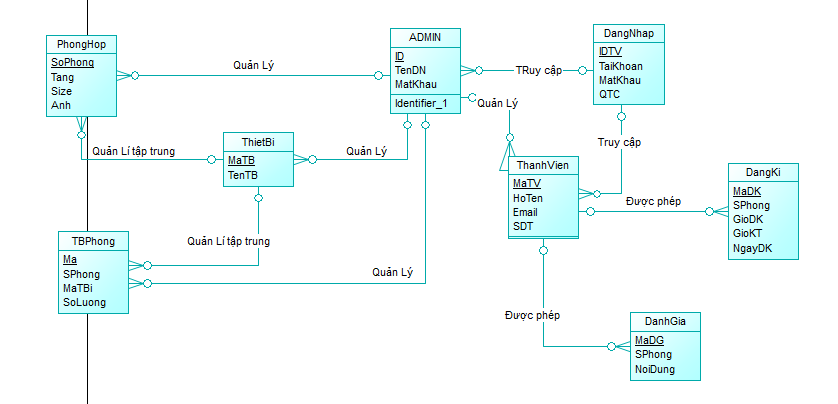 PhongHop
SoPhong
Tang
Size
Anh
Quản Lý
ADMIN
ID
TenDN
MatKhau
Identifier_1
TRuy cập
DangNhap
IDTV
TaiKhoan
MatKhau
QTC
Quản Lý
Truy cập
Quản Lí tập trung
ThietBi
MaTB
TenTB
Quản Lý
ThanhVien
MaTV
HoTen
Email
SDT
Được phép
DangKi
MaDK
SPhong
GioDK
GioKT
NgayDK
Quản Lí tập trung
TBPhong
Ma
SPhong
MaTBi
SoLuong
Quản Lý
Được phép
DanhGia
MaDG
SPhong
NoiDung